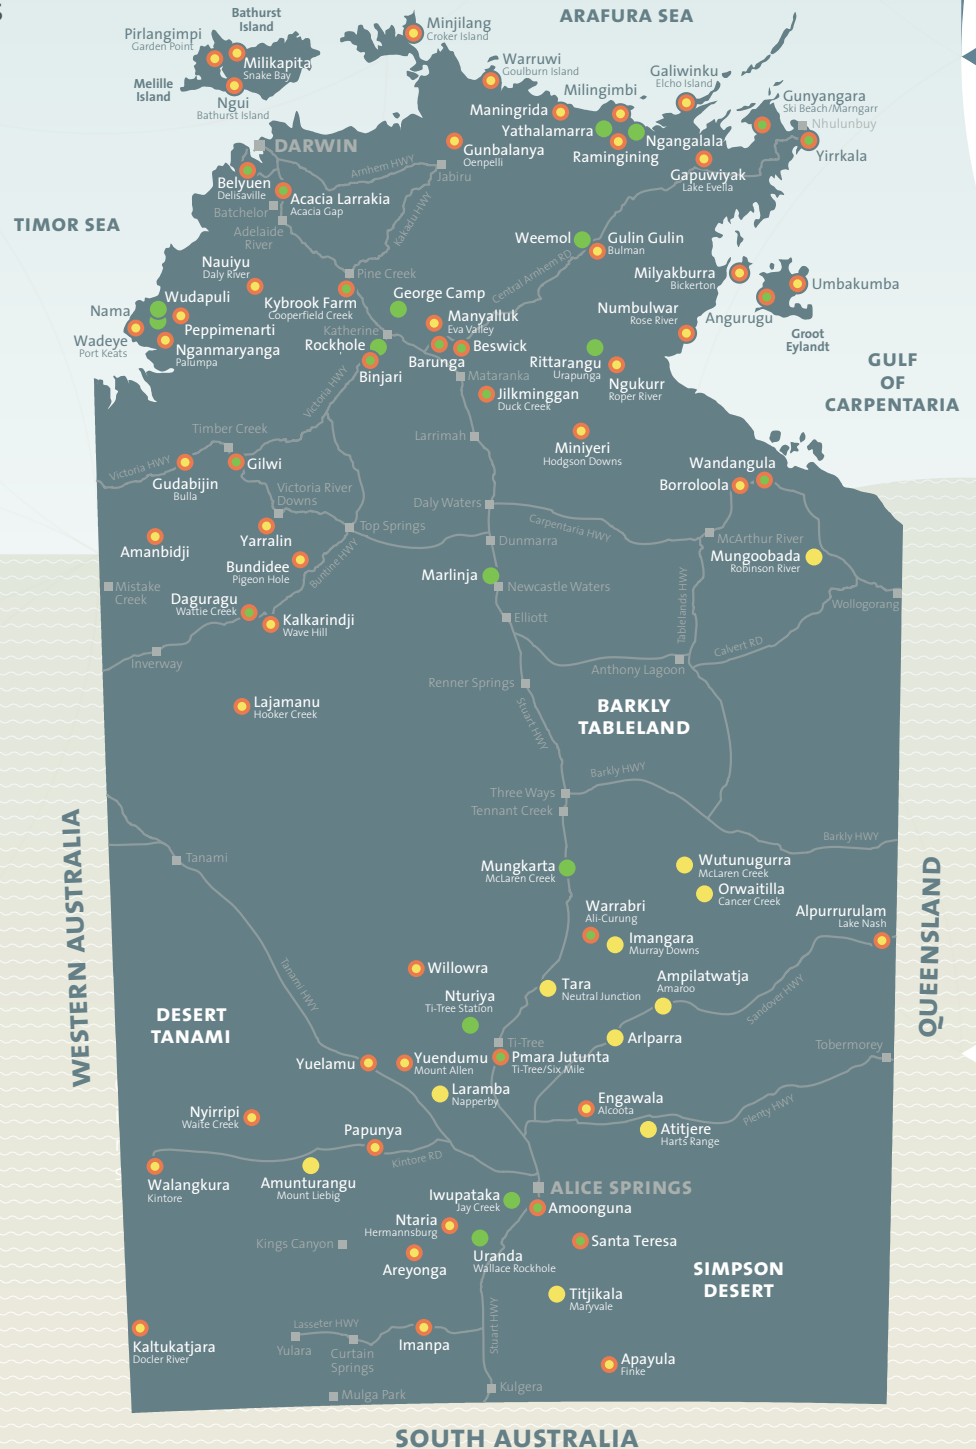 S
ARAFURA SEA
Bathurst
Island
Minjilang
Croker Island
Pirlangimpi
Garden Point
Milikapita
Snake Bay
Melille
Island
Ngui
Bathurst Island
Warruwi
Goulburn Island
Milingimbi
Galiwinku
Elcho Island
Gunyangara
Ski Beach/Marngarr
Nhulunbuy
Maningrida
Yathalamarra
Ramingining
Ngangalala
Yirrkala
DARWIN
Gunbalanya
Oenpelli
Gapuwiyak
Lake Evella
Arnhem HWY
Jabiru
Belyuen
Delisaville
Acacia Larrakia
Acacia Gap
Batchelor
Adelaide
River
Kakadu HWY
TIMOR SEA
Weemol
Gulin Gulin
Bulman
Central Arnhem RD
Nauiyu
Daly River
Pine Creek
Milyakburra
Bickerton
Umbakumba
Angurugu
Groot
Eylandt
Nama
Wudapuli
Kybrook Farm
Cooperfield Creek
George Camp
Manyalluk
Eva Valley
Numbulwar
Rose River
Wadeye
Port Keats
Peppimenarti
Nganmaryanga
Palumpa
Katherine
Rockhole
Barunga
Beswick
Binjari
Rittarangu
Urapunga
Ngukurr
Roper River
GULF
OF
CARPENTARIA
Mataranka
Jilkminggan
Duck Creek
Victoria HWY
Timber Creek
Larrimah
Miniyeri
Hodgson Downs
Victoria HWY
Gudabijin
Bulla
Gilwi
Wandangula
Borroloola
Victoria River
Downs
Daly Waters
Carpentaria HWY
Yarralin
Top Springs
Amanbidji
Dunmarra
McArthur River
Bundidee
Pigeon Hole
Buntine HWY
Mungoobada
Robinson River
Marlinja
Newcastle Waters
Mistake
Creek
Daguragu
Wattie Creek
Kalkarindji
Wave Hill
Elliott
Tablelands HWY
Wollogorang
Inverway
Anthony Lagoon
Calvert RD
Renner Springs
Lajamanu
Hooker Creek
Stuart HWY
BARKLY
TABLELAND
Three Ways
Barkly HWY
Tennant Creek
Barkly HWY
WESTERN AUSTRALIA
Tanami
Mungkarta
McLaren Creek
Wutunugurra
McLaren Creek
Orwaitilla
Cancer Creek
QUEENSLAND
Warrabri
Ali-Curung
Alpurrurulam
Lake Nash
Imangara
Murray Downs
Tanami HWY
Willowra
Tara
Neutral Junction
Ampilatwatja
Amaroo
Sandover HWY
Nturiya
Ti-Tree Station
DESERT
TANAMI
Ti-Tree
Arlparra
Tobermorey
Yuelamu
Yuendumu
Mount Allen
Pmara Jutunta
Ti-Tree/Six Mile
Laramba
Napperby
Engawala
Alcoota
Plenty HWY
Nyirripi
Waite Creek
Atitjere
Harts Range
Papunya
Kintore RD
Walangkura
Kintore
Amunturangu
Mount Liebig
ALICE SPRINGS
Iwupataka
Jay Creek
Amoonguna
Ntaria
Hermannsburg
Kings Canyon
Areyonga
Uranda
Wallace Rockhole
Santa Teresa
SIMPSON
DESERT
Titjikala
Maryvale
Kaltukatjara
Docler River
Lasseter HWY
Yulara
Curtain
Springs
Imanpa
Stuart HWY
Apayula
Finke
Mulga Park
Kulgera
SOUTH AUSTRALIA